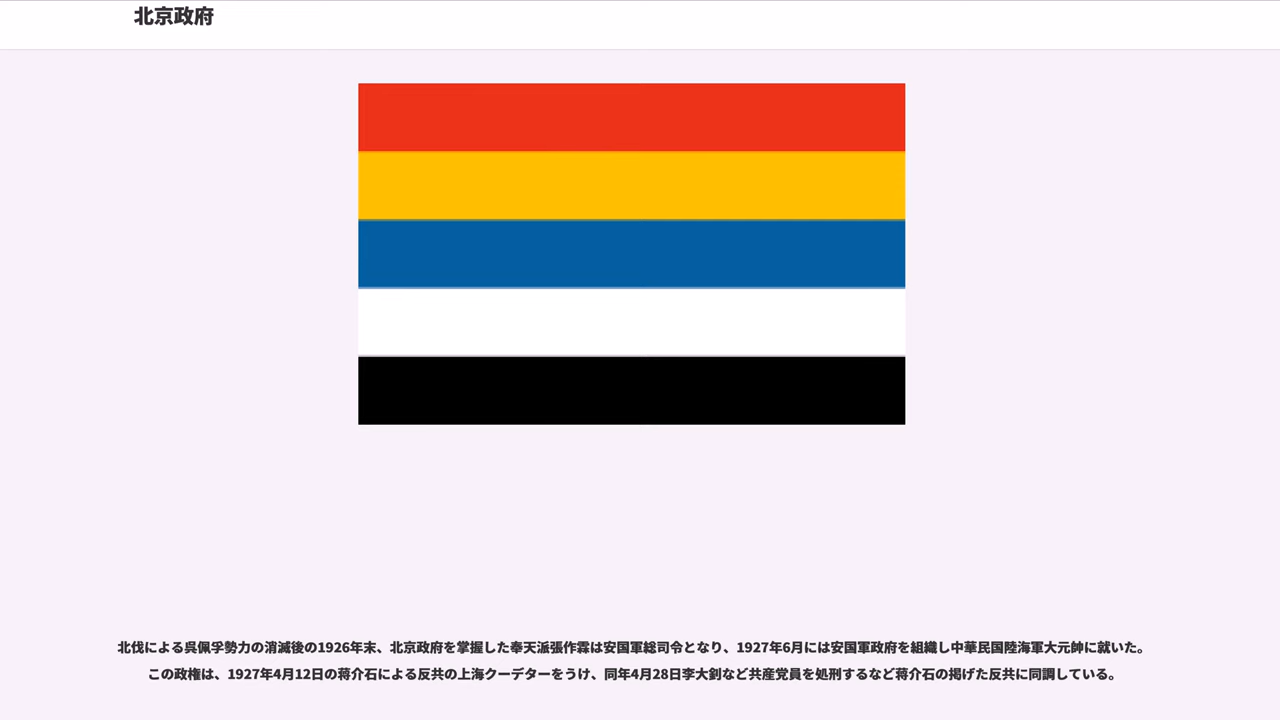 北京政府
北伐による呉佩孚勢力の消滅後の1926年末、北京政府を掌握した奉天派張作霖は安国軍総司令となり、1927年6月には安国軍政府を組織し中華民国陸海軍大元帥に就いた。
この政権は、1927年4月12日の蒋介石による反共の上海クーデターをうけ、同年4月28日李大釗など共産党員を処刑するなど蒋介石の掲げた反共に同調している。